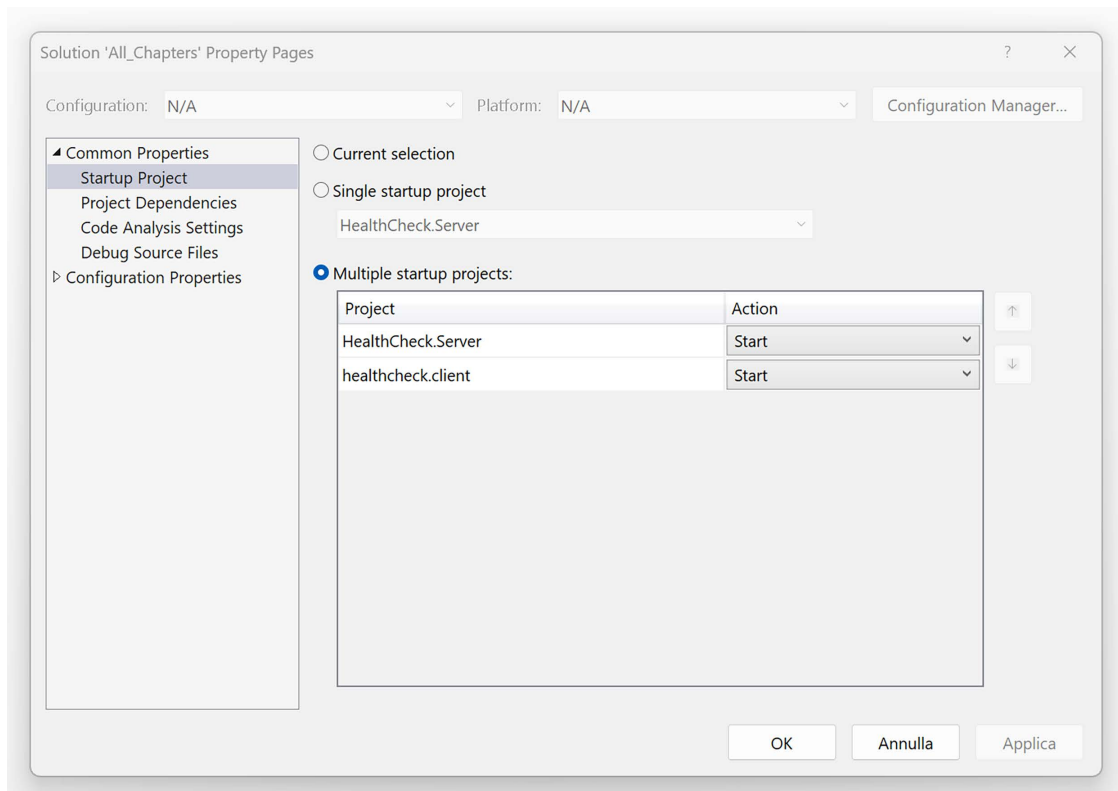 Solution 'All_Chapters' Property Pages
?
Configuration: N/A Platform: N/A Configuration Manager...
Common Properties
Startup Project
Project Dependencies
Code Analysis Settings
Debug Source Files
Configuration Properties
Current selection
Single startup project
HealthCheck.Server
Multiple startup projects:
Project Action
HealthCheck.Server Start
healthcheck.client Start
OK Annulla Applica